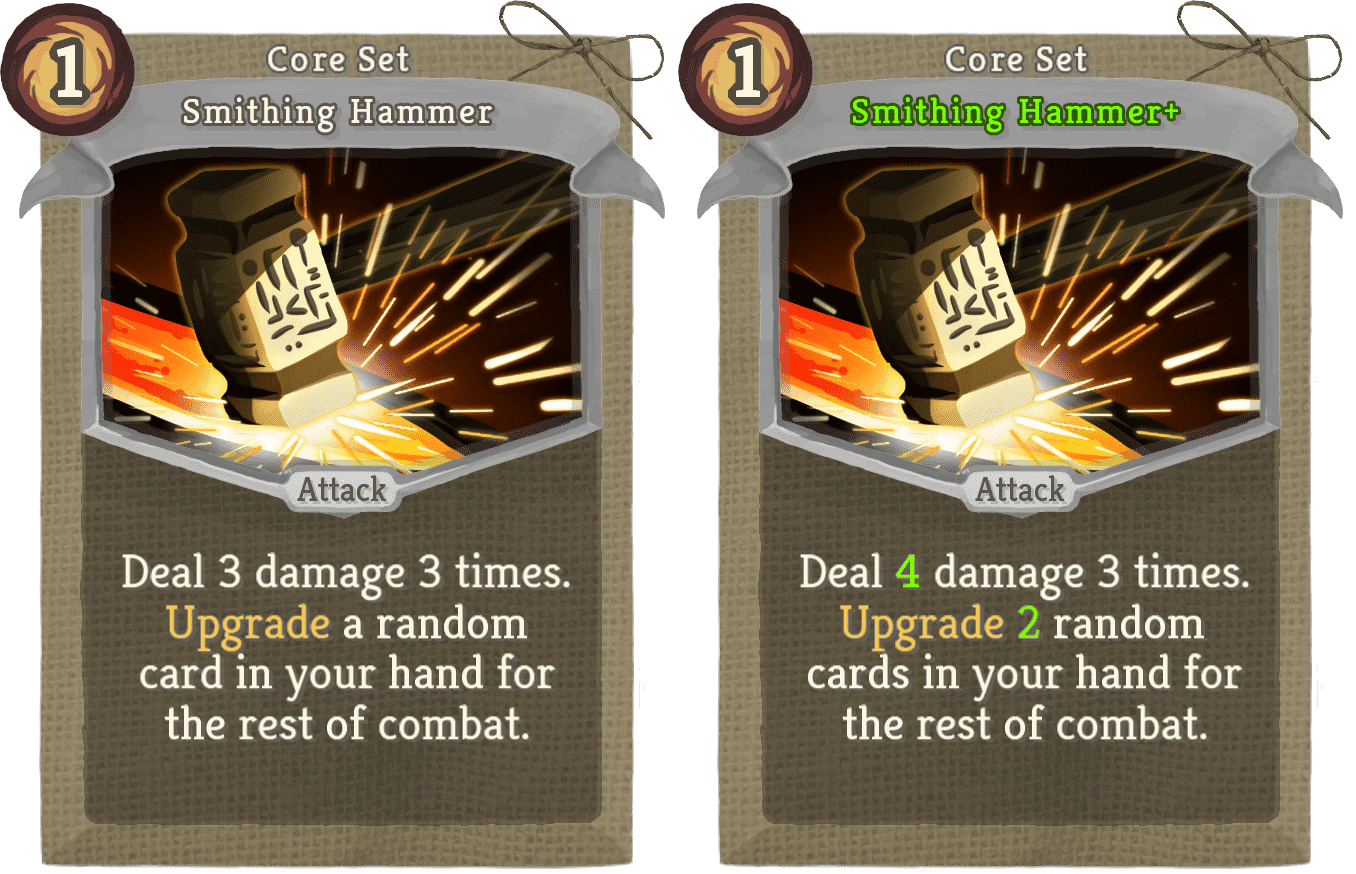 1
Core Set
Smithing Hammer
Attack
Deal 3 damage 3 times.
Upgrade a random
card in your hand for
the rest of combat.
1
Core Set
Smithing Hammer+
Attack
Deal 4 damage 3 times.
Upgrade 2 random
cards in your hand for
the rest of combat.